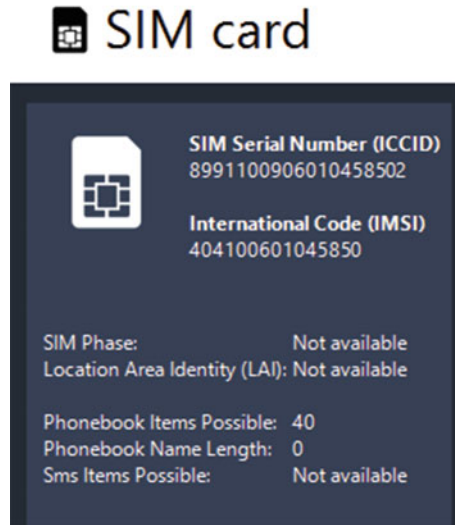 SIM card
SIM Serial Number (ICCID)
8991100906010458502
International Code (IMSI)
404100601045850
SIM Phase: Not available
Location Area Identity (LAI): Not available
Phonebook Items Possible: 40
Phonebook Name Length: 0
Sms Items Possible: Not available